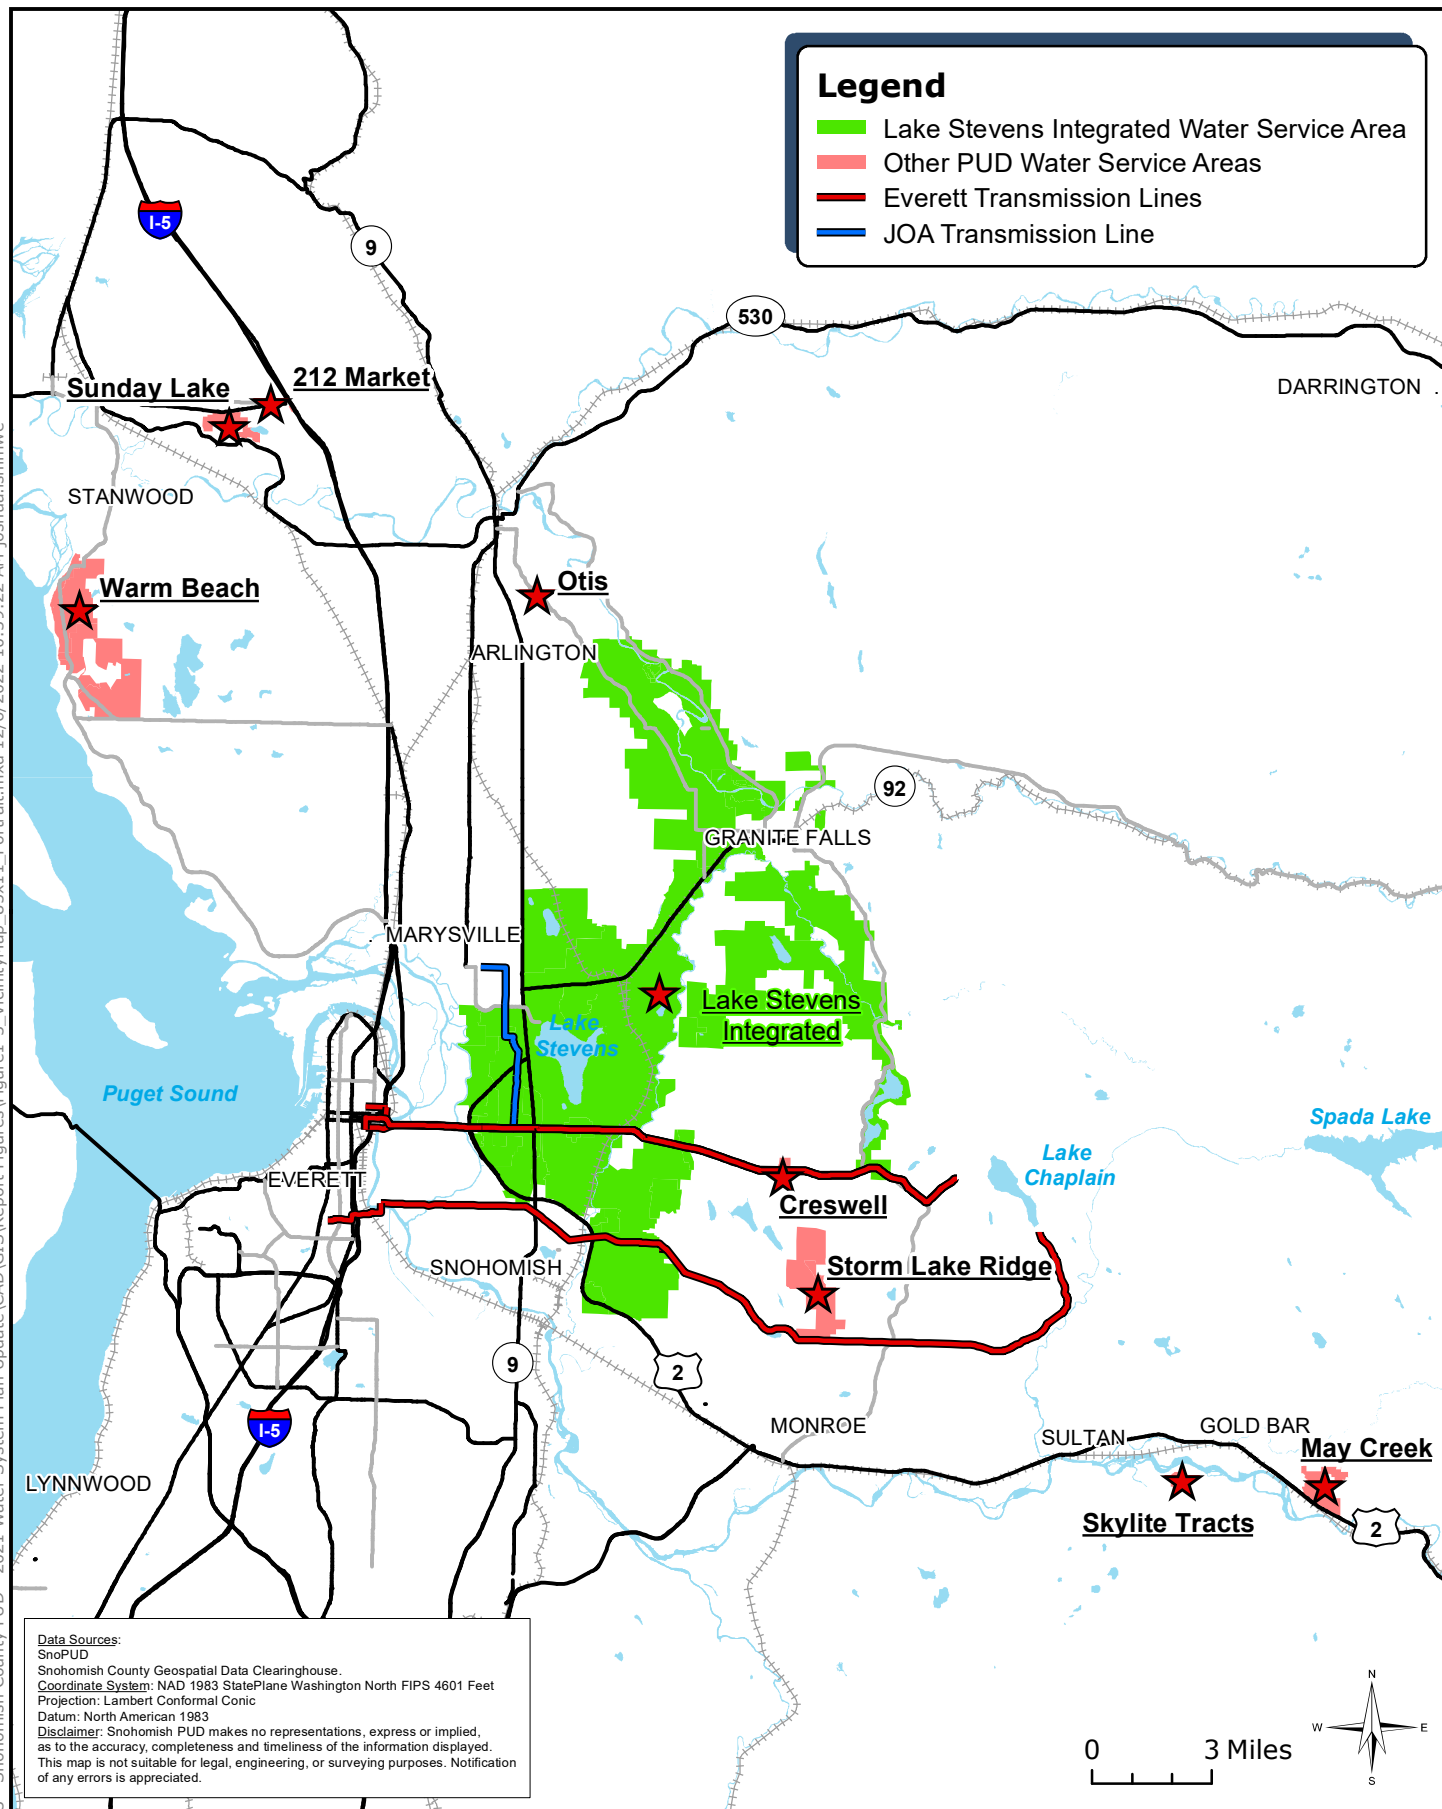 Legend
Lake Stevens Integrated Water Service Area
Other PUD Water Service Areas
Everett Transmission Lines
JOA Transmission Line
I-5
9
530
DARRINGTON
212 Market
Sunday Lake
STANWOOD
Warm Beach
Otis
ARLINGTON
92
GRANITE FALLS
MARYSVILLE
Lake Stevens
Integrated
Lake
Stevens
Puget Sound
Spada Lake
Lake
Chaplain
EVERETT
Creswell
SNOHOMISH
Storm Lake Ridge
9
2
I-5
MONROE
SULTAN
GOLD BAR
May Creek
LYNNWOOD
Skylite Tracts
2
Data Sources:
SnoPUD
Snohomish County Geospatial Data Clearinghouse.
Coordinate System: NAD 1983 StatePlane Washington North FIPS 4601 Feet
Projection: Lambert Conformal Conic
Datum: North American 1983
Disclaimer: Snohomish PUD makes no representations, express or implied,
as to the accuracy, completeness and timeliness of the information displayed.
This map is not suitable for legal, engineering, or surveying purposes. Notification
of any errors is appreciated.
0 3 Miles
N
W E
S